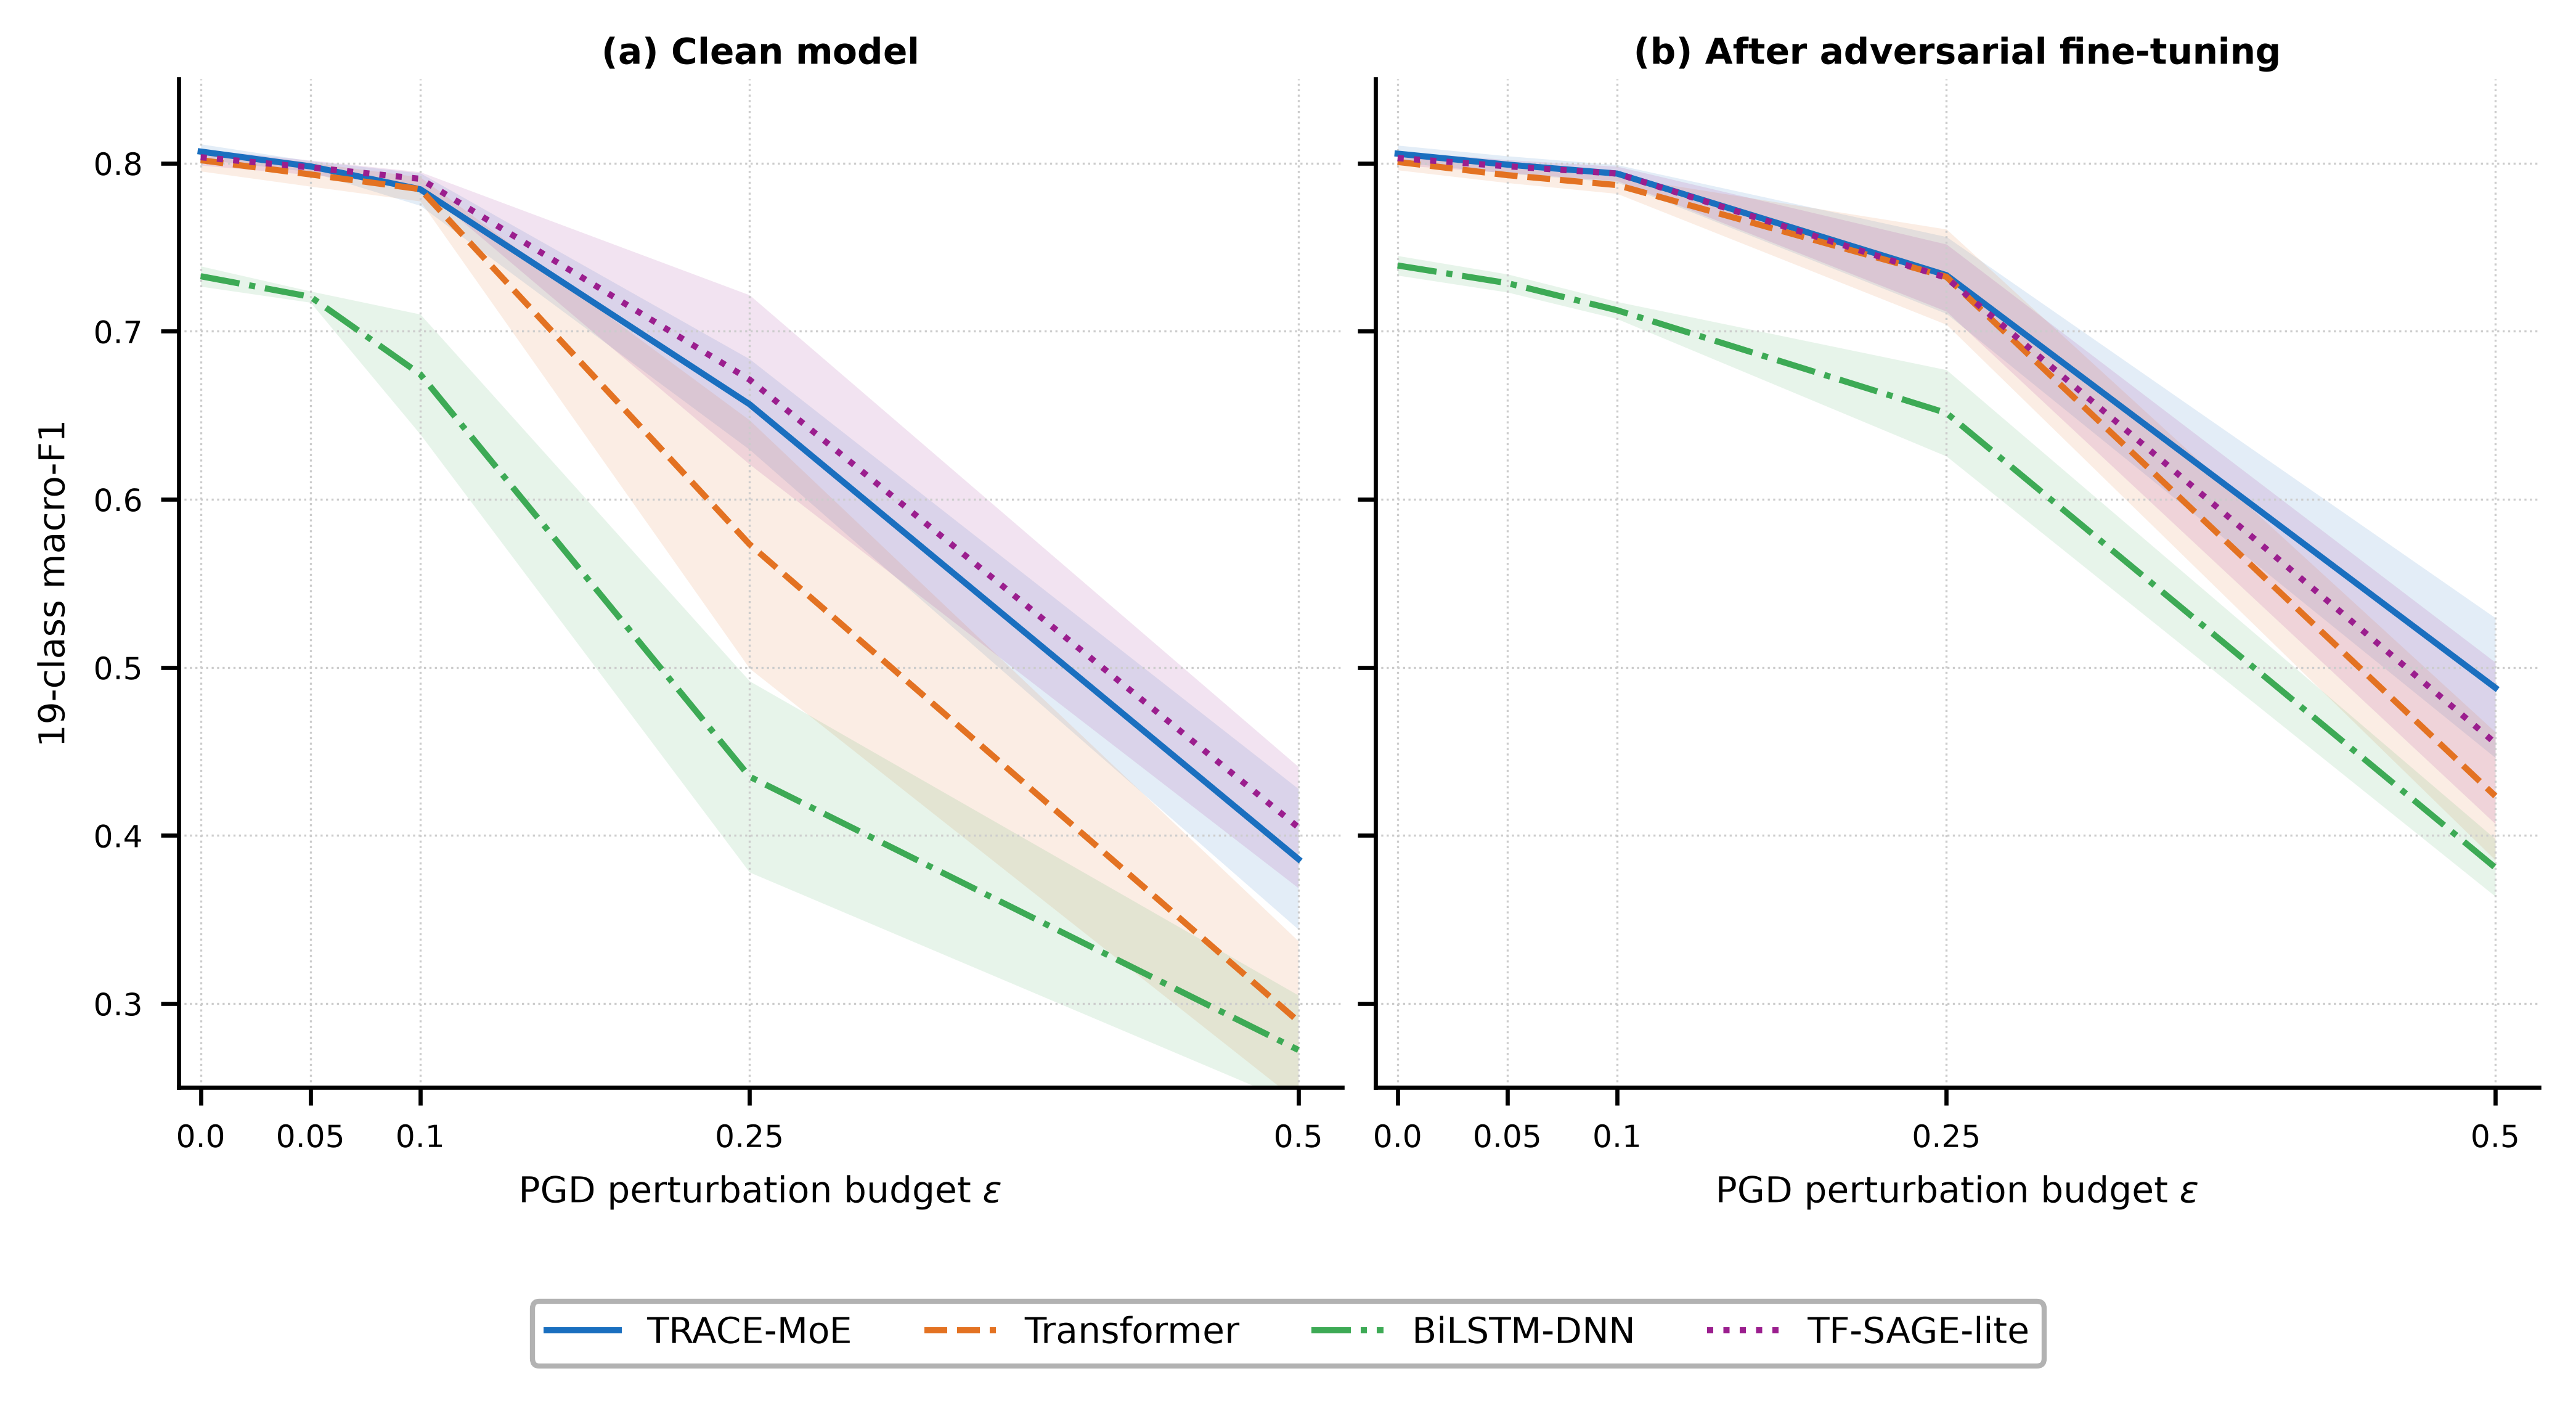 (a) Clean model
(b) After adversarial fine-tuning
19-class macro-F1
0.8
0.7
0.6
0.5
0.4
0.3
0.0 0.05 0.1 0.25 0.5
0.0 0.05 0.1 0.25 0.5
PGD perturbation budget ε
PGD perturbation budget ε
TRACE-MoE Transformer BiLSTM-DNN TF-SAGE-lite